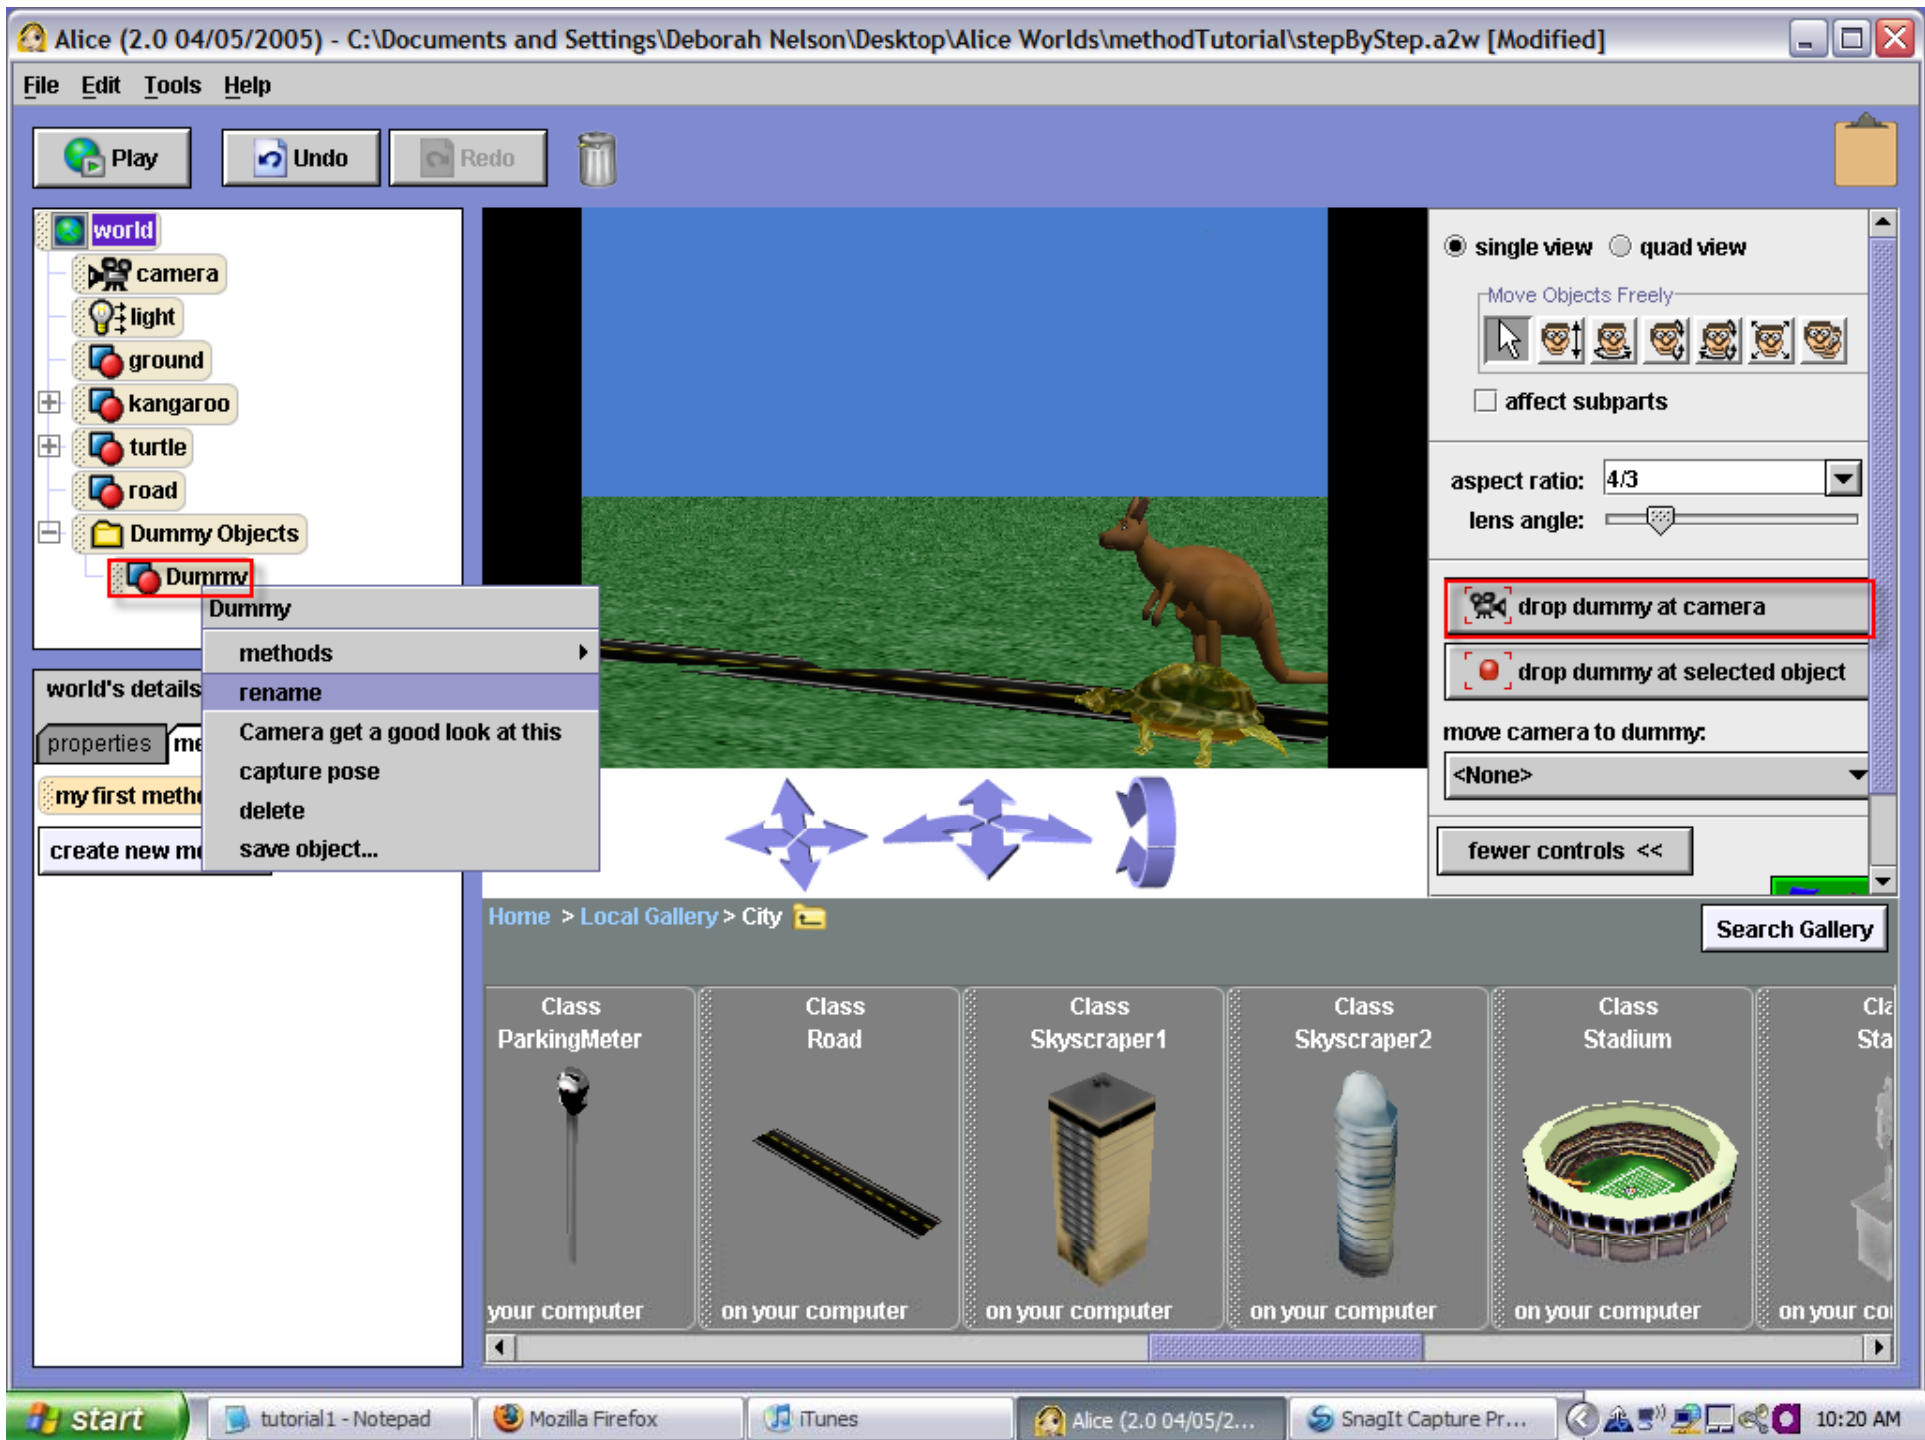 Alice (2.0 04/05/2005) - C:\Documents and Settings\Deborah Nelson\Desktop\Alice Worlds\methodTutorial\stepByStep.a2w [Modified]
File Edit Tools Help
Play Undo Redo
world
camera
light
ground
kangaroo
turtle
road
Dummy Objects
Dummy
Dummy
methods
rename
Camera get a good look at this
capture pose
delete
save object...
world's details
properties me
my first meth
create new m
single view quad view
Move Objects Freely
affect subparts
aspect ratio: 4/3
lens angle:
drop dummy at camera
drop dummy at selected object
move camera to dummy:
<None>
fewer controls <<
Home > Local Gallery > City
Search Gallery
Class
ParkingMeter
your computer
Class
Road
on your computer
Class
Skyscraper1
on your computer
Class
Skyscraper2
on your computer
Class
Stadium
on your computer
Cla
Sta
on your co
start tutorial1 - Notepad Mozilla Firefox iTunes Alice (2.0 04/05/2... SnagIt Capture Pr... 10:20 AM